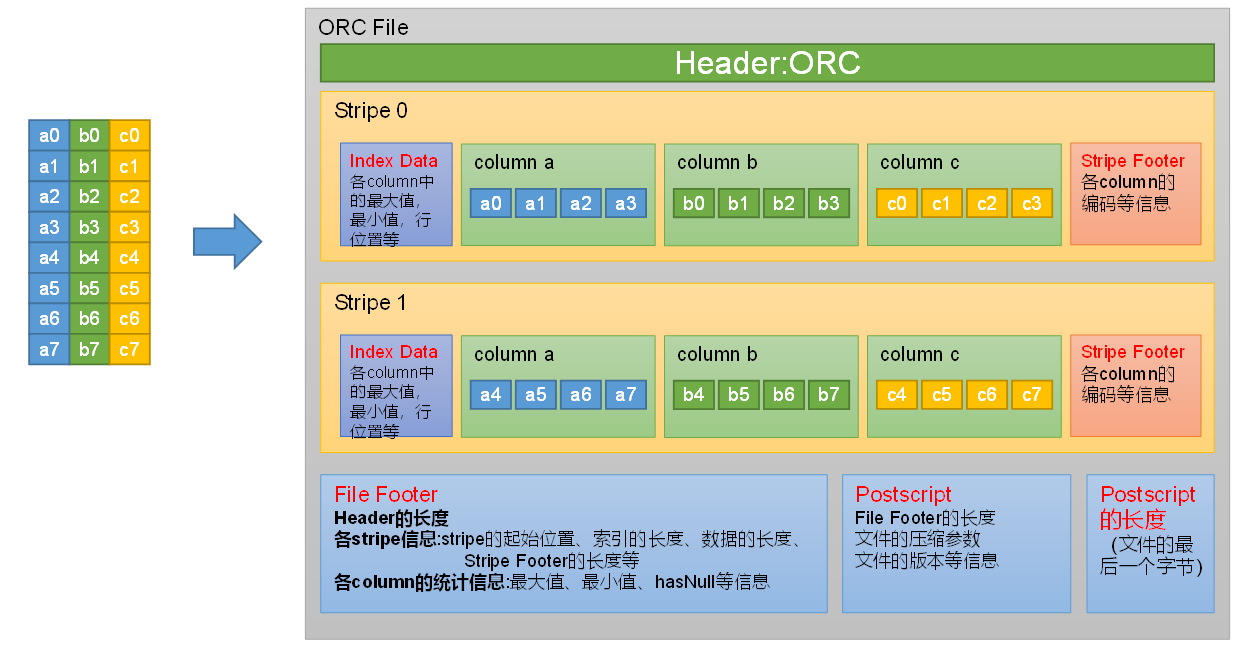 a0 b0 c0
a1 b1 c1
a2 b2 c2
a3 b3 c3
a4 b4 c4
a5 b5 c5
a6 b6 c6
a7 b7 c7
ORC File
Header:ORC
Stripe 0
Index Data
各column中
的最大值，
最小值，行
位置等
column a
a0 a1 a2 a3
column b
b0 b1 b2 b3
column c
c0 c1 c2 c3
Stripe Footer
各column的
编码等信息
Stripe 1
Index Data
各column中
的最大值，
最小值，行
位置等
column a
a4 a5 a6 a7
column b
b4 b5 b6 b7
column c
c4 c5 c6 c7
Stripe Footer
各column的
编码等信息
File Footer
Header的长度
各stripe信息:stripe的起始位置、索引的长度、数据的长度、
Stripe Footer的长度等
各column的统计信息:最大值、最小值、hasNull等信息
Postscript
File Footer的长度
文件的压缩参数
文件的版本等信息
Postscript
的长度
（文件的最
后一个字节)